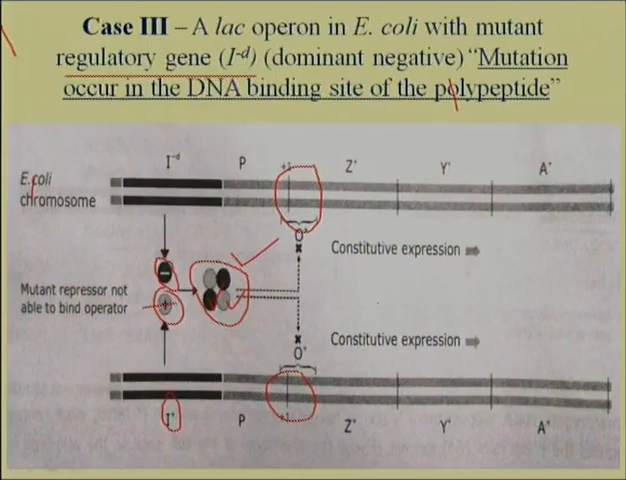 Case III – A lac operon in E. coli with mutant
regulatory gene (I-d) (dominant negative) “Mutation
occur in the DNA binding site of the polypeptide”
I-d P +1 Z+ Y+ A+
E.coli
chromosome
O+
Constitutive expression
Mutant repressor not
able to bind operator
−
+
Constitutive expression
O+
I+ P +1 Z+ Y+ A+